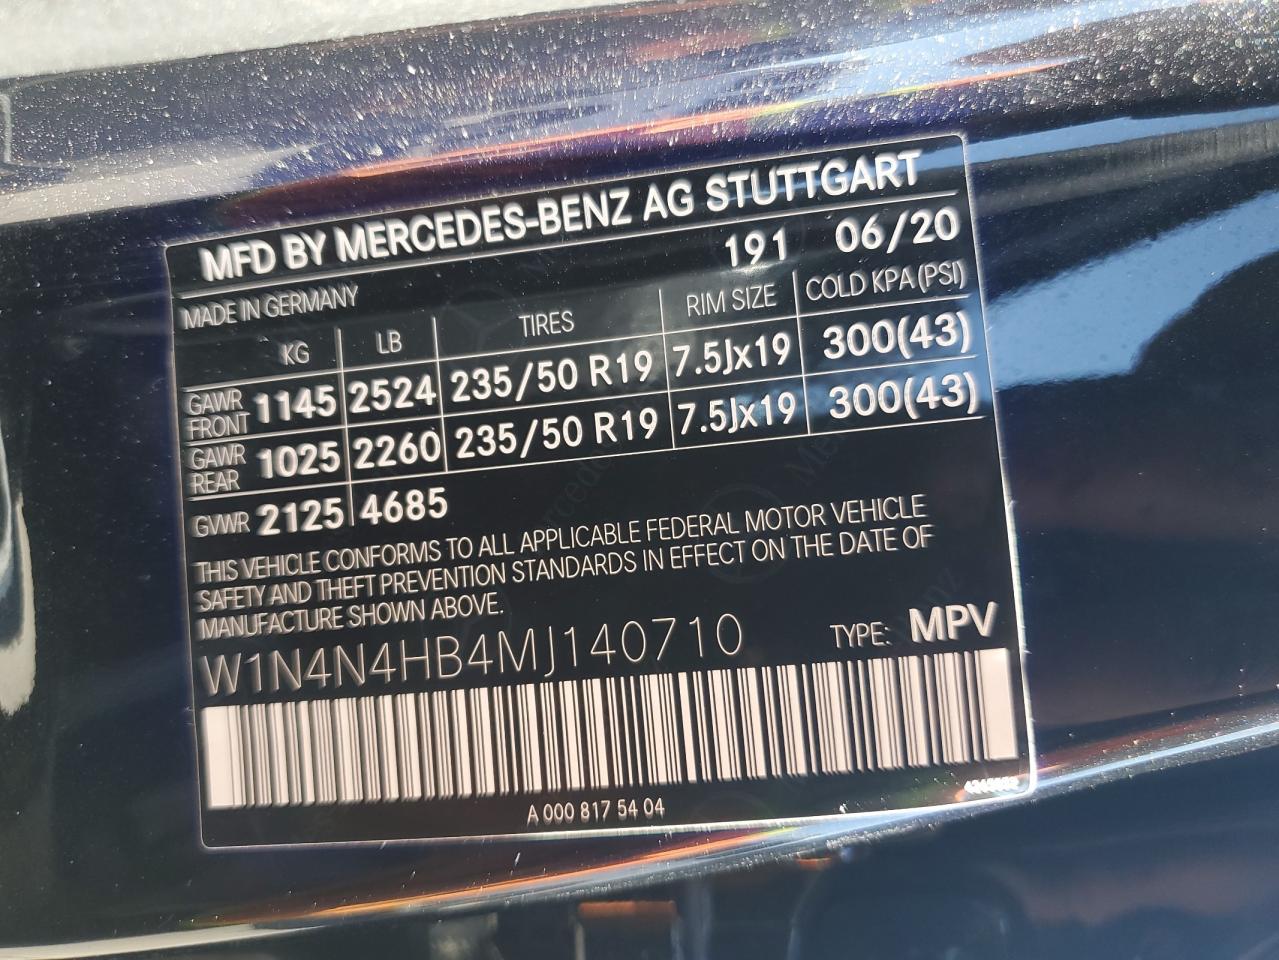 MFD BY MERCEDES-BENZ AG STUTTGART
191 06/20
MADE IN GERMANY
KG LB TIRES RIM SIZE COLD KPA (PSI)
GAWR FRONT 1145 2524 235/50 R19 7.5Jx19 300(43)
GAWR REAR 1025 2260 235/50 R19 7.5Jx19 300(43)
GVWR 2125 4685
THIS VEHICLE CONFORMS TO ALL APPLICABLE FEDERAL MOTOR VEHICLE
SAFETY AND THEFT PREVENTION STANDARDS IN EFFECT ON THE DATE OF
MANUFACTURE SHOWN ABOVE.
W1N4N4HB4MJ140710 TYPE: MPV
A 000 817 54 04